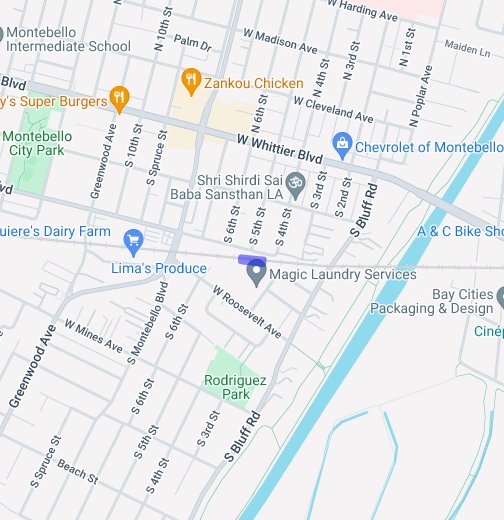 W Harding Ave
Montebello
Intermediate School
N 10th St
Palm Dr
W Madison Ave
N 3rd St
N 1st St
Maiden Ln
Blvd
Zankou Chicken
N 4th St
N Poplar Ave
y's Super Burgers
W Cleveland Ave
N 6th St
Montebello
City Park
Greenwood Ave
S 10th St
S Spruce St
W Whittier Blvd
Chevrolet of Montebello
Shri Shirdi Sai
Baba Sansthan LA
S 3rd St
S 2nd St
S Bluff Rd
lvd
S 6th St
S 5th St
S 4th St
uiere's Dairy Farm
A & C Bike Sho
Lima's Produce
Magic Laundry Services
W Roosevelt Ave
S Montebello Blvd
S 6th St
Bay Cities
Packaging & Design
W Mines Ave
Cinép
Greenwood Ave
Rodriguez
Park
S 6th St
S 3rd St
S Bluff Rd
S 5th St
S Spruce St
Beach St
S 4th St